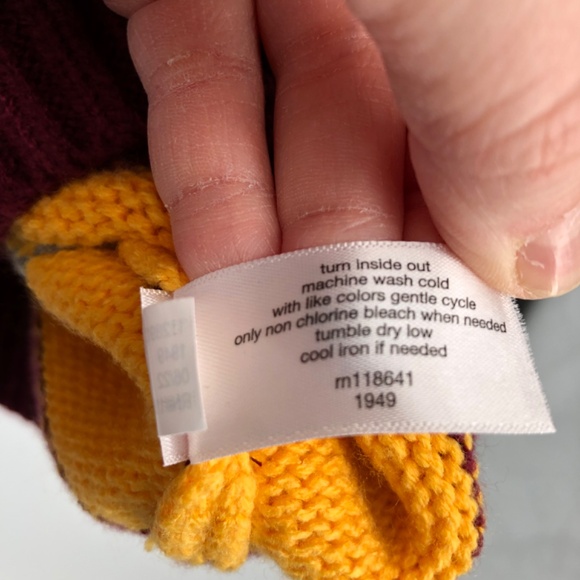 turn inside out
machine wash cold
with like colors gentle cycle
only non chlorine bleach when needed
tumble dry low
cool iron if needed
rn118641
1949